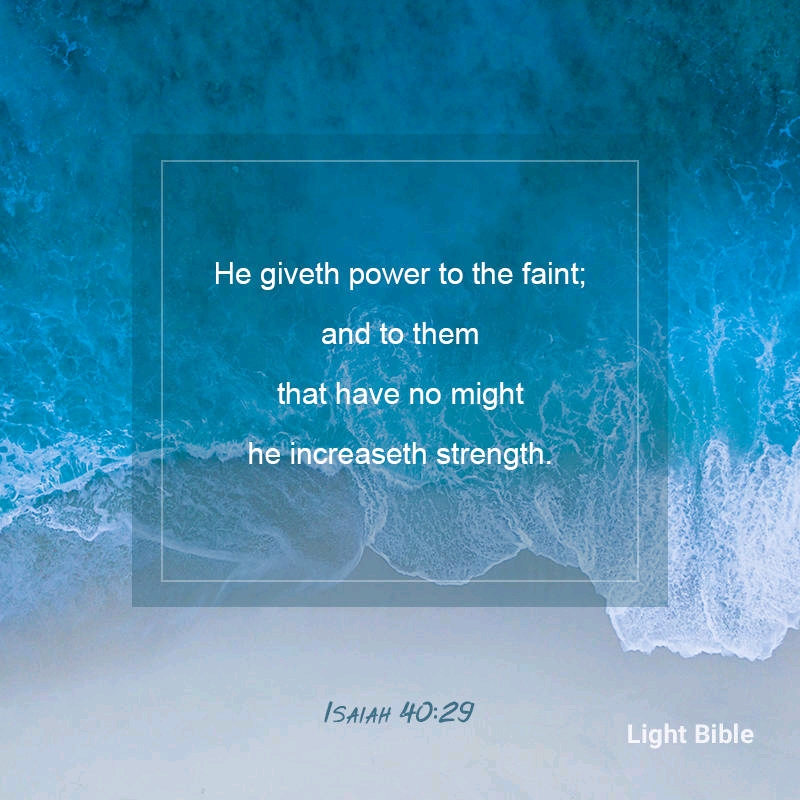 He giveth power to the faint;
and to them
that have no might
he increaseth strength.
Isaiah 40:29
Light Bible